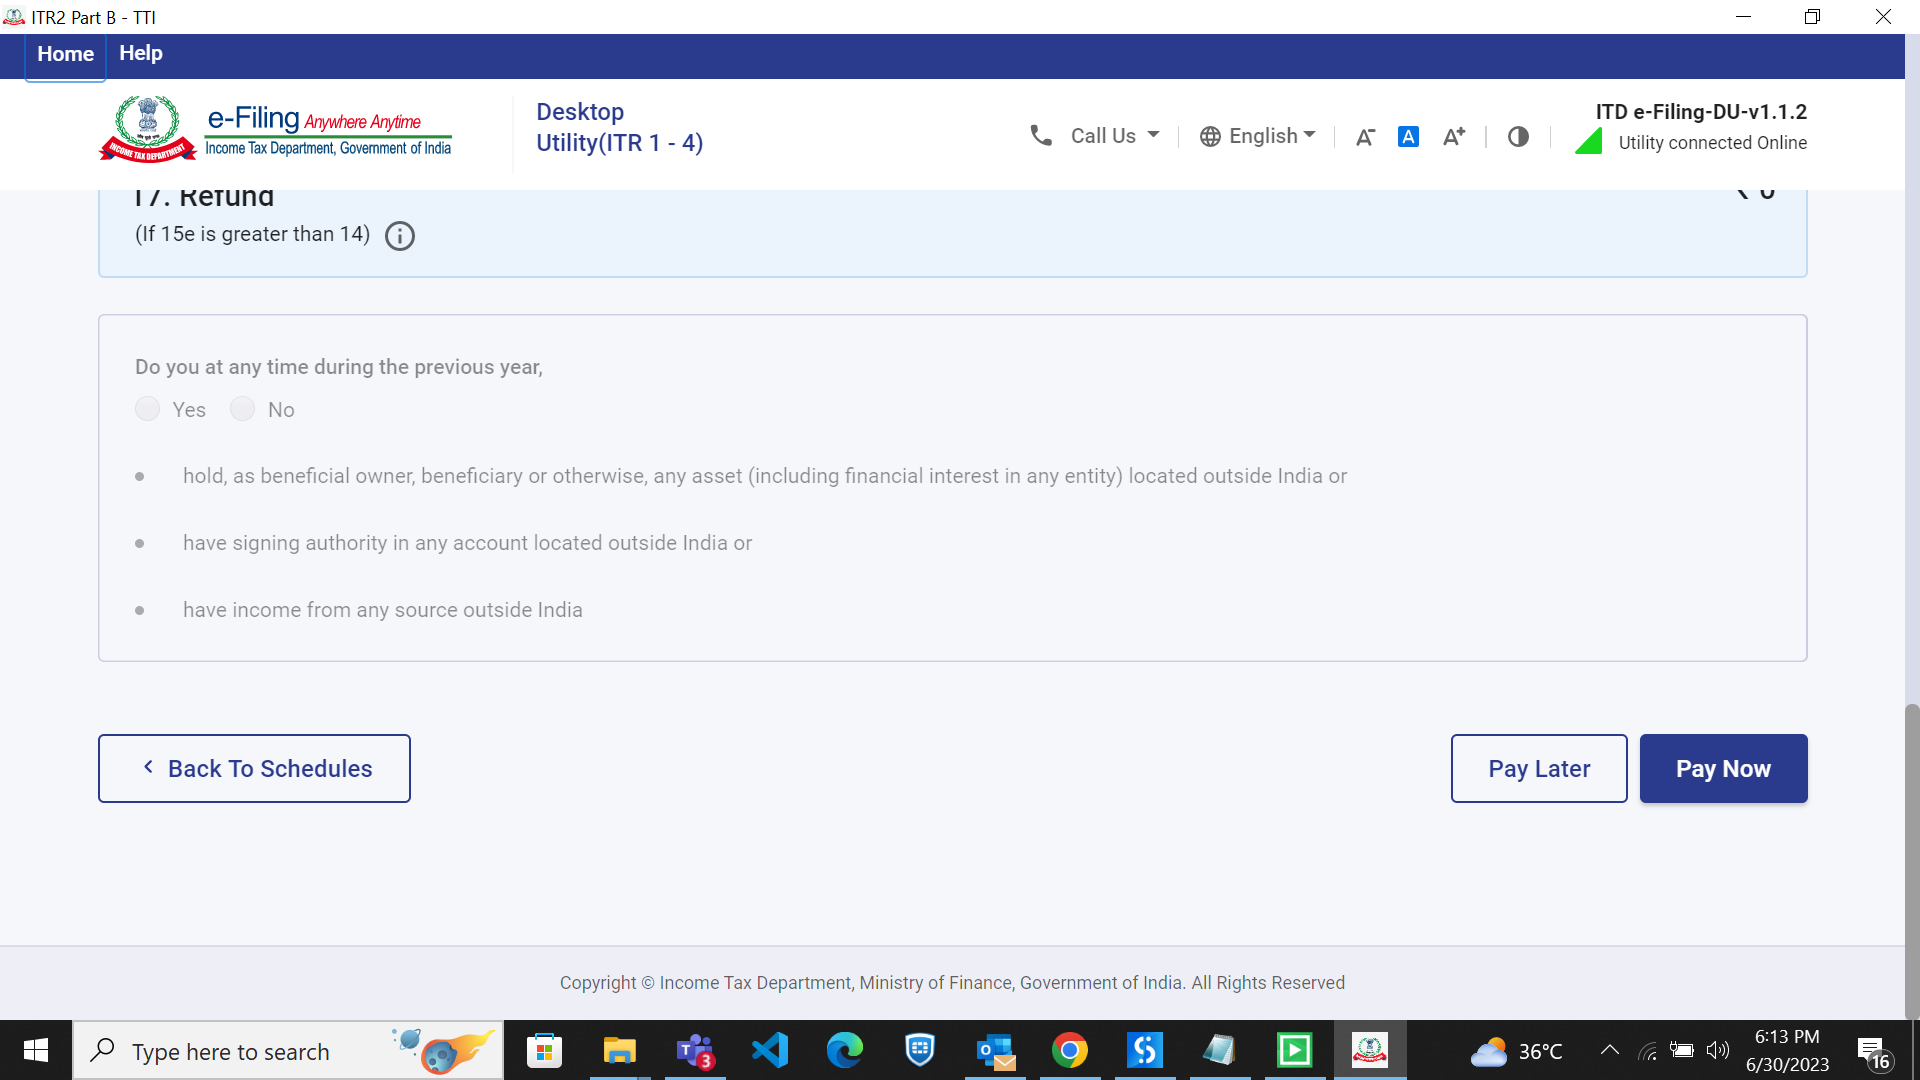 ITR2 Part B - TTI
Home Help
e-Filing Anywhere Anytime
Income Tax Department, Government of India
INCOME TAX DEPARTMENT
Desktop
Utility(ITR 1 - 4)
Call Us
English
A-
A
A+
ITD e-Filing-DU-v1.1.2
Utility connected Online
17. Refund
₹ 0
(If 15e is greater than 14)
Do you at any time during the previous year,
Yes No
• hold, as beneficial owner, beneficiary or otherwise, any asset (including financial interest in any entity) located outside India or
• have signing authority in any account located outside India or
• have income from any source outside India
Back To Schedules
Pay Later
Pay Now
Copyright © Income Tax Department, Ministry of Finance, Government of India. All Rights Reserved
Type here to search
3
36°C
6:13 PM
6/30/2023
16